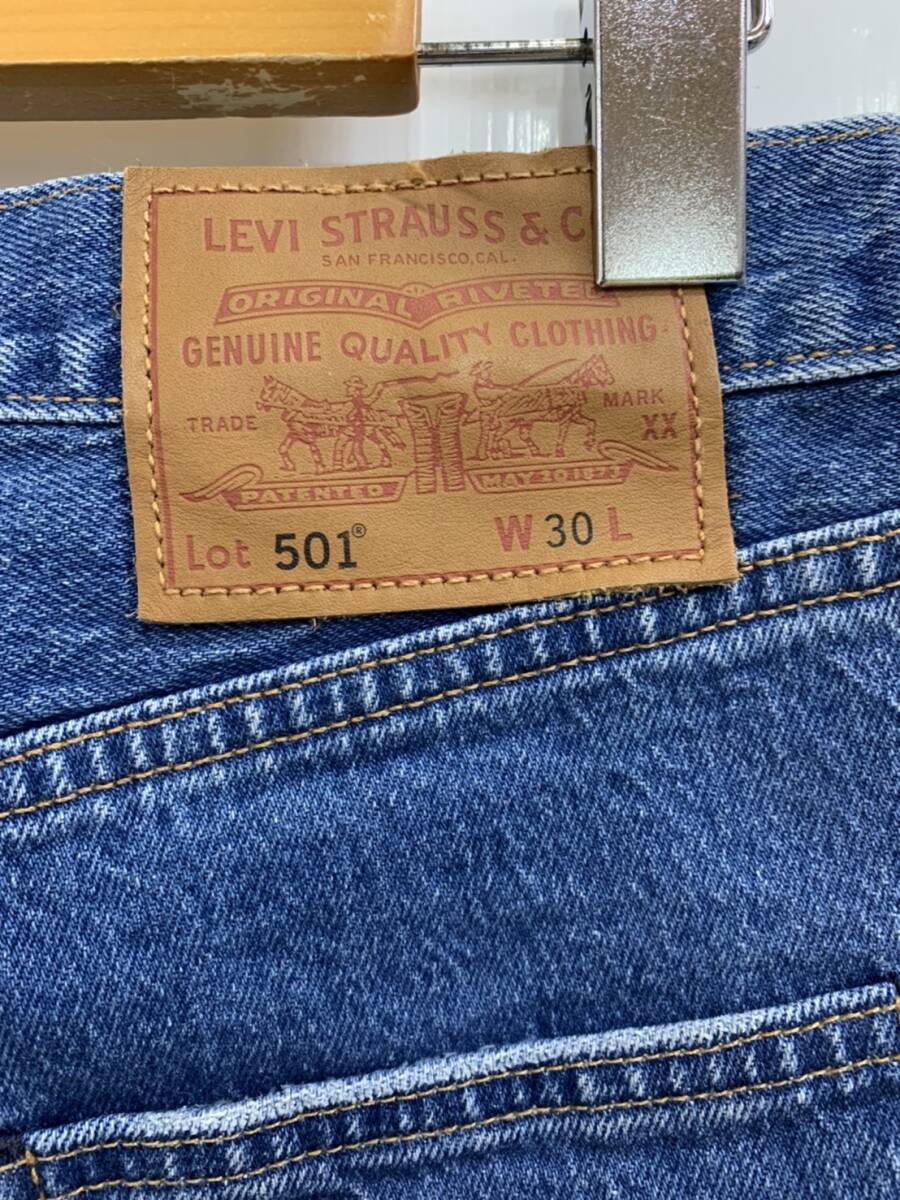 LEVI STRAUSS & C
SAN FRANCISCO, CAL.
ORIGINAL RIVETED
GENUINE QUALITY CLOTHING
TRADE MARK
XX
PATENTED MAY 20 1873
Lot 501® W 30 L